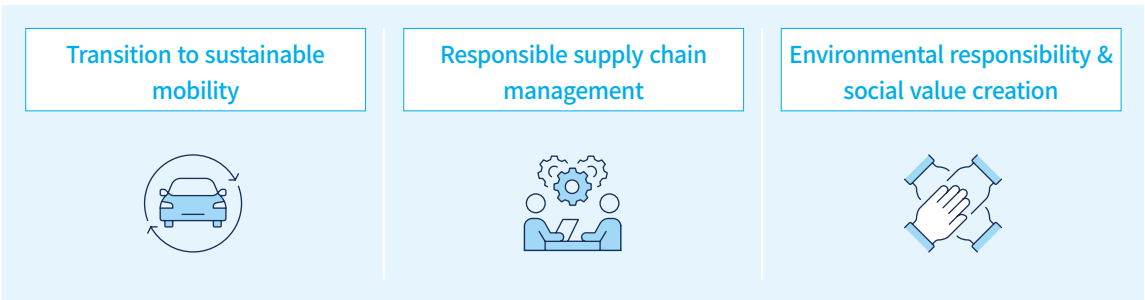 Transition to sustainable
mobility
Responsible supply chain
management
Environmental responsibility &
social value creation